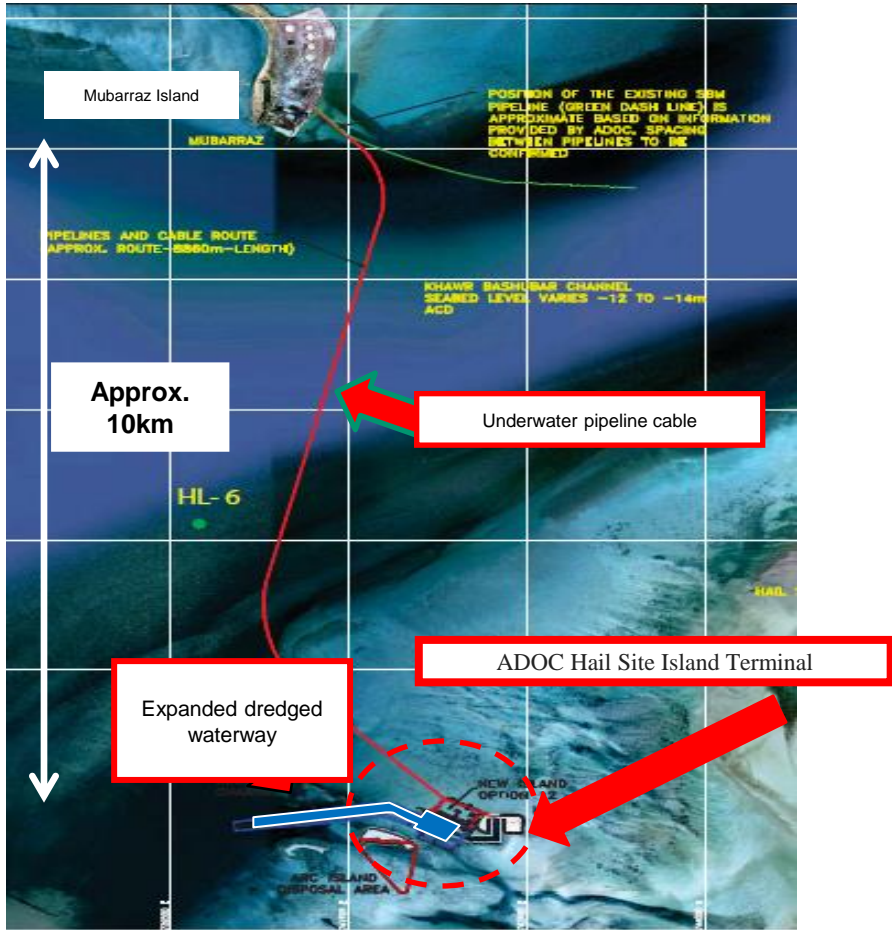 Mubarraz Island
POSITION OF THE EXISTING SBM
PIPELINE (GREEN DASH LINE) IS
APPROXIMATE BASED ON INFORMATION
PROVIDED BY ADOC. SPACING
BETWEEN PIPELINES TO BE
CONFIRMED
MUBARRAZ
PIPELINES AND CABLE ROUTE
(APPROX. ROUTE-8860m-LENGTH)
KHAWR BASHUBAR CHANNEL
SEABED LEVEL VARIES -12 TO -14m
ACD
Approx.
10km
Underwater pipeline cable
HL-6
HAIL
ADOC Hail Site Island Terminal
Expanded dredged
waterway
NEW ISLAND
OPTION 2
ARC ISLAND
DISPOSAL AREA